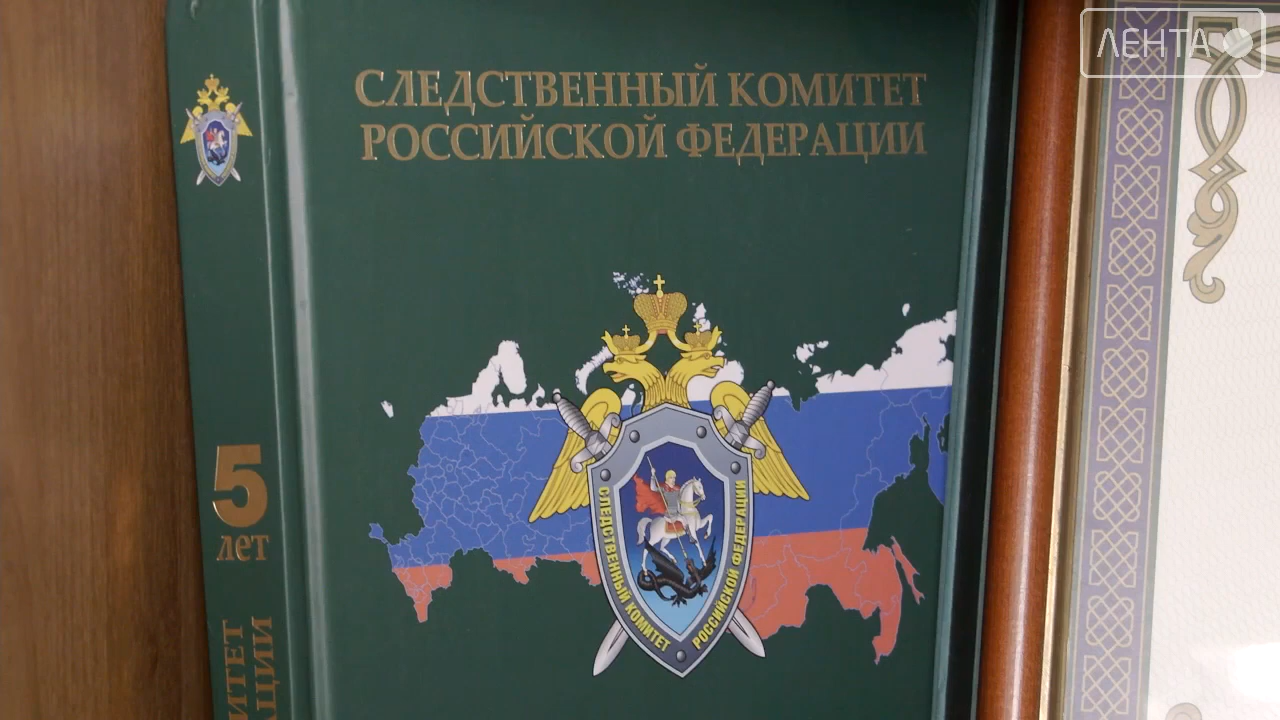 ЛЕНТА
СЛЕДСТВЕННЫЙ КОМИТЕТ
РОССИЙСКОЙ ФЕДЕРАЦИИ
5
лет
СЛЕДСТВЕННЫЙ КОМИТЕТ
РОССИЙСКОЙ ФЕДЕРАЦИИ